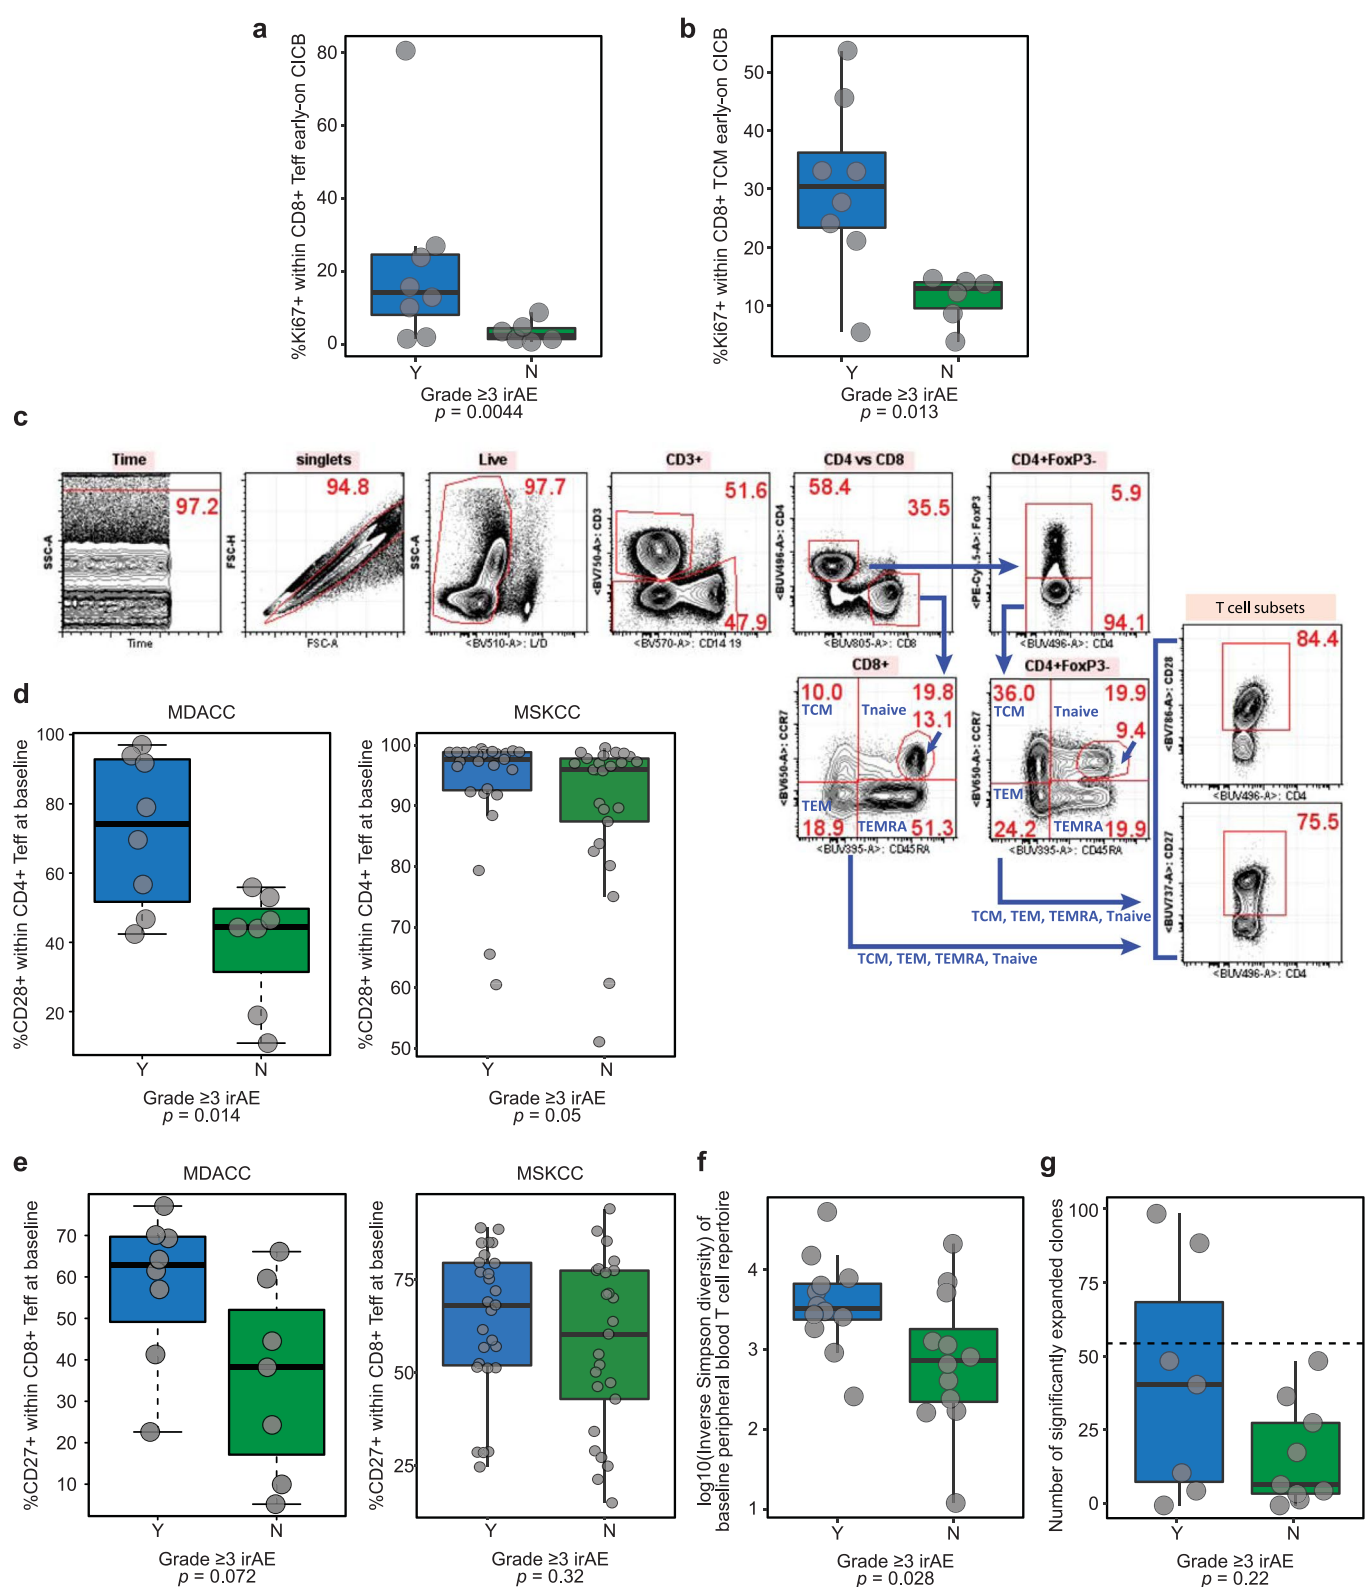 a
%Ki67+ within CD8+ Teff early-on CICB
80
60
40
20
0
Y
N
Grade ≥3 irAE
p = 0.0044
b
%Ki67+ within CD8+ TCM early-on CICB
50
40
30
20
10
Y
N
Grade ≥3 irAE
p = 0.013
c
Time
97.2
SSC-A
Time
singlets
94.8
FSC-H
FSC-A
Live
97.7
SSC-A
<BV510-A>: L/D
CD3+
51.6
47.9
<BV750-A>: CD3
<BV570-A>: CD14 19
CD4 vs CD8
58.4
35.5
<BUV496-A>: CD4
<BUV805-A>: CD8
CD4+FoxP3-
5.9
94.1
<BUV496-A>: CD4
CD8+
10.0
19.8
TCM
Tnaive
13.1
TEM
TEMRA
18.9
51.3
<BV650-A>: CCR7
<BUV395-A>: CD45RA
CD4+FoxP3-
36.0
19.9
TCM
Tnaive
9.4
TEM
TEMRA
24.2
19.9
<BV650-A>: CCR7
<BUV395-A>: CD45RA
T cell subsets
84.4
<BV786-A>: CD28
<BUV496-A>: CD4
75.5
<BUV737-A>: CD27
<BUV496-A>: CD4
TCM, TEM, TEMRA, Tnaive
TCM, TEM, TEMRA, Tnaive
d
MDACC
%CD28+ within CD4+ Teff at baseline
100
80
60
40
20
Y
N
Grade ≥3 irAE
p = 0.014
MSKCC
%CD28+ within CD4+ Teff at baseline
100
90
80
70
60
50
Y
N
Grade ≥3 irAE
p = 0.05
e
MDACC
%CD27+ within CD8+ Teff at baseline
70
60
50
40
30
20
10
Y
N
Grade ≥3 irAE
p = 0.072
MSKCC
%CD27+ within CD8+ Teff at baseline
75
50
25
Y
N
Grade ≥3 irAE
p = 0.32
f
log10(Inverse Simpson diversity) of
baseline peripheral blood T cell repertoire
4
3
2
1
Y
N
Grade ≥3 irAE
p = 0.028
g
Number of significantly expanded clones
100
75
50
25
0
Y
N
Grade ≥3 irAE
p = 0.22